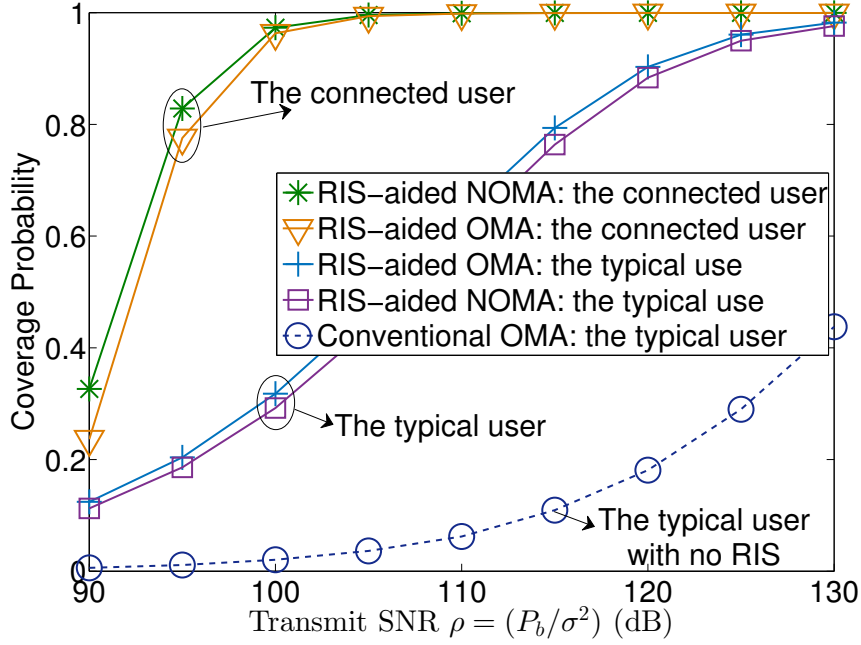 1
The connected user
0.8
RIS−aided NOMA: the connected user
RIS−aided OMA: the connected user
RIS−aided OMA: the typical use
RIS−aided NOMA: the typical use
Conventional OMA: the typical user
0.6
0.4
The typical user
0.2
The typical user
with no RIS
0
90
100
110
120
130
Coverage Probability
Transmit SNR ρ = (P_b/σ²) (dB)